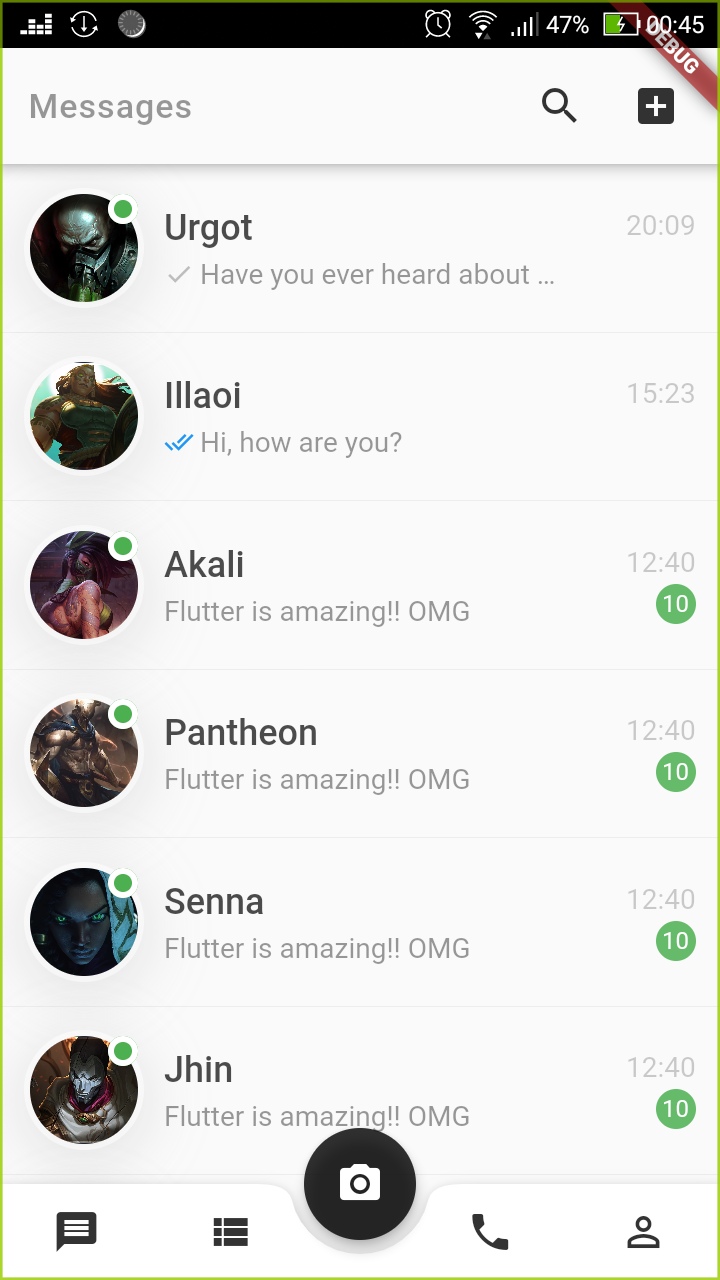 47% 00:45
DEBUG
Messages
Urgot 20:09
Have you ever heard about ...
Illaoi 15:23
Hi, how are you?
Akali 12:40
Flutter is amazing!! OMG 10
Pantheon 12:40
Flutter is amazing!! OMG 10
Senna 12:40
Flutter is amazing!! OMG 10
Jhin 12:40
Flutter is amazing!! OMG 10